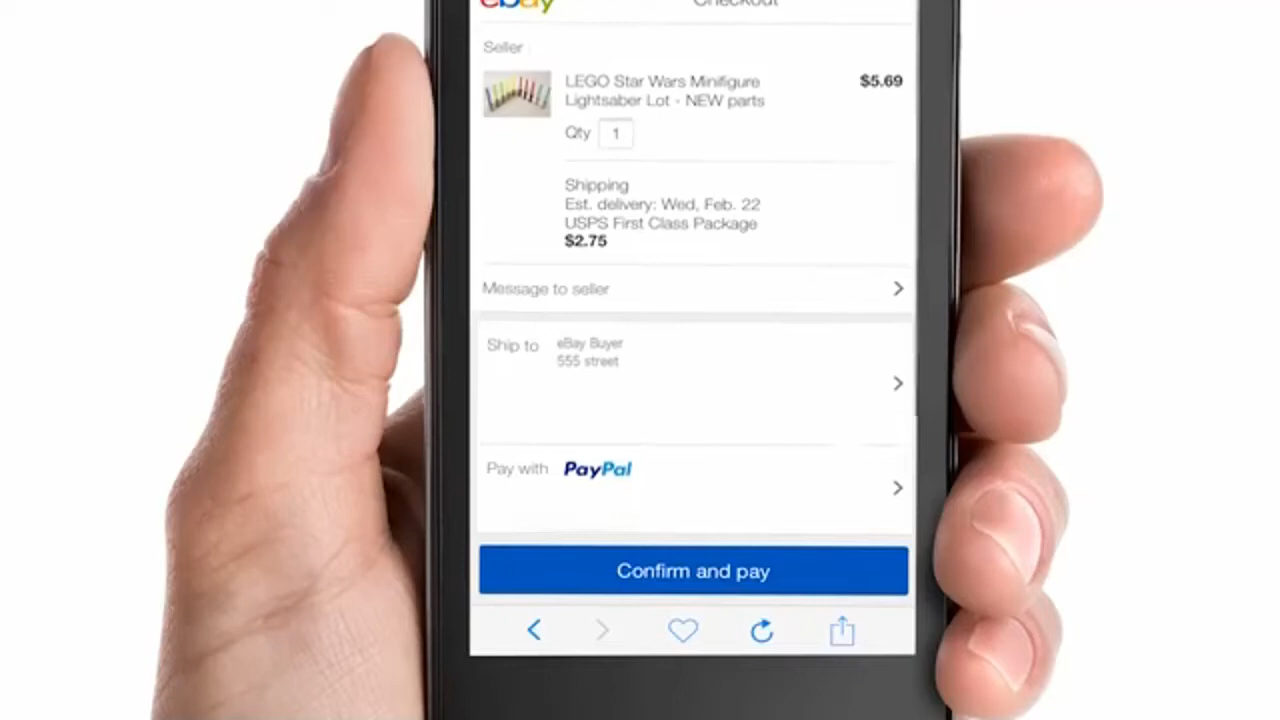 ebay
Checkout
Seller
LEGO Star Wars Minifigure
Lightsaber Lot - NEW parts
$5.69
Qty 1
Shipping
Est. delivery: Wed, Feb. 22
USPS First Class Package
$2.75
Message to seller
Ship to
eBay Buyer
555 street
Pay with PayPal
Confirm and pay